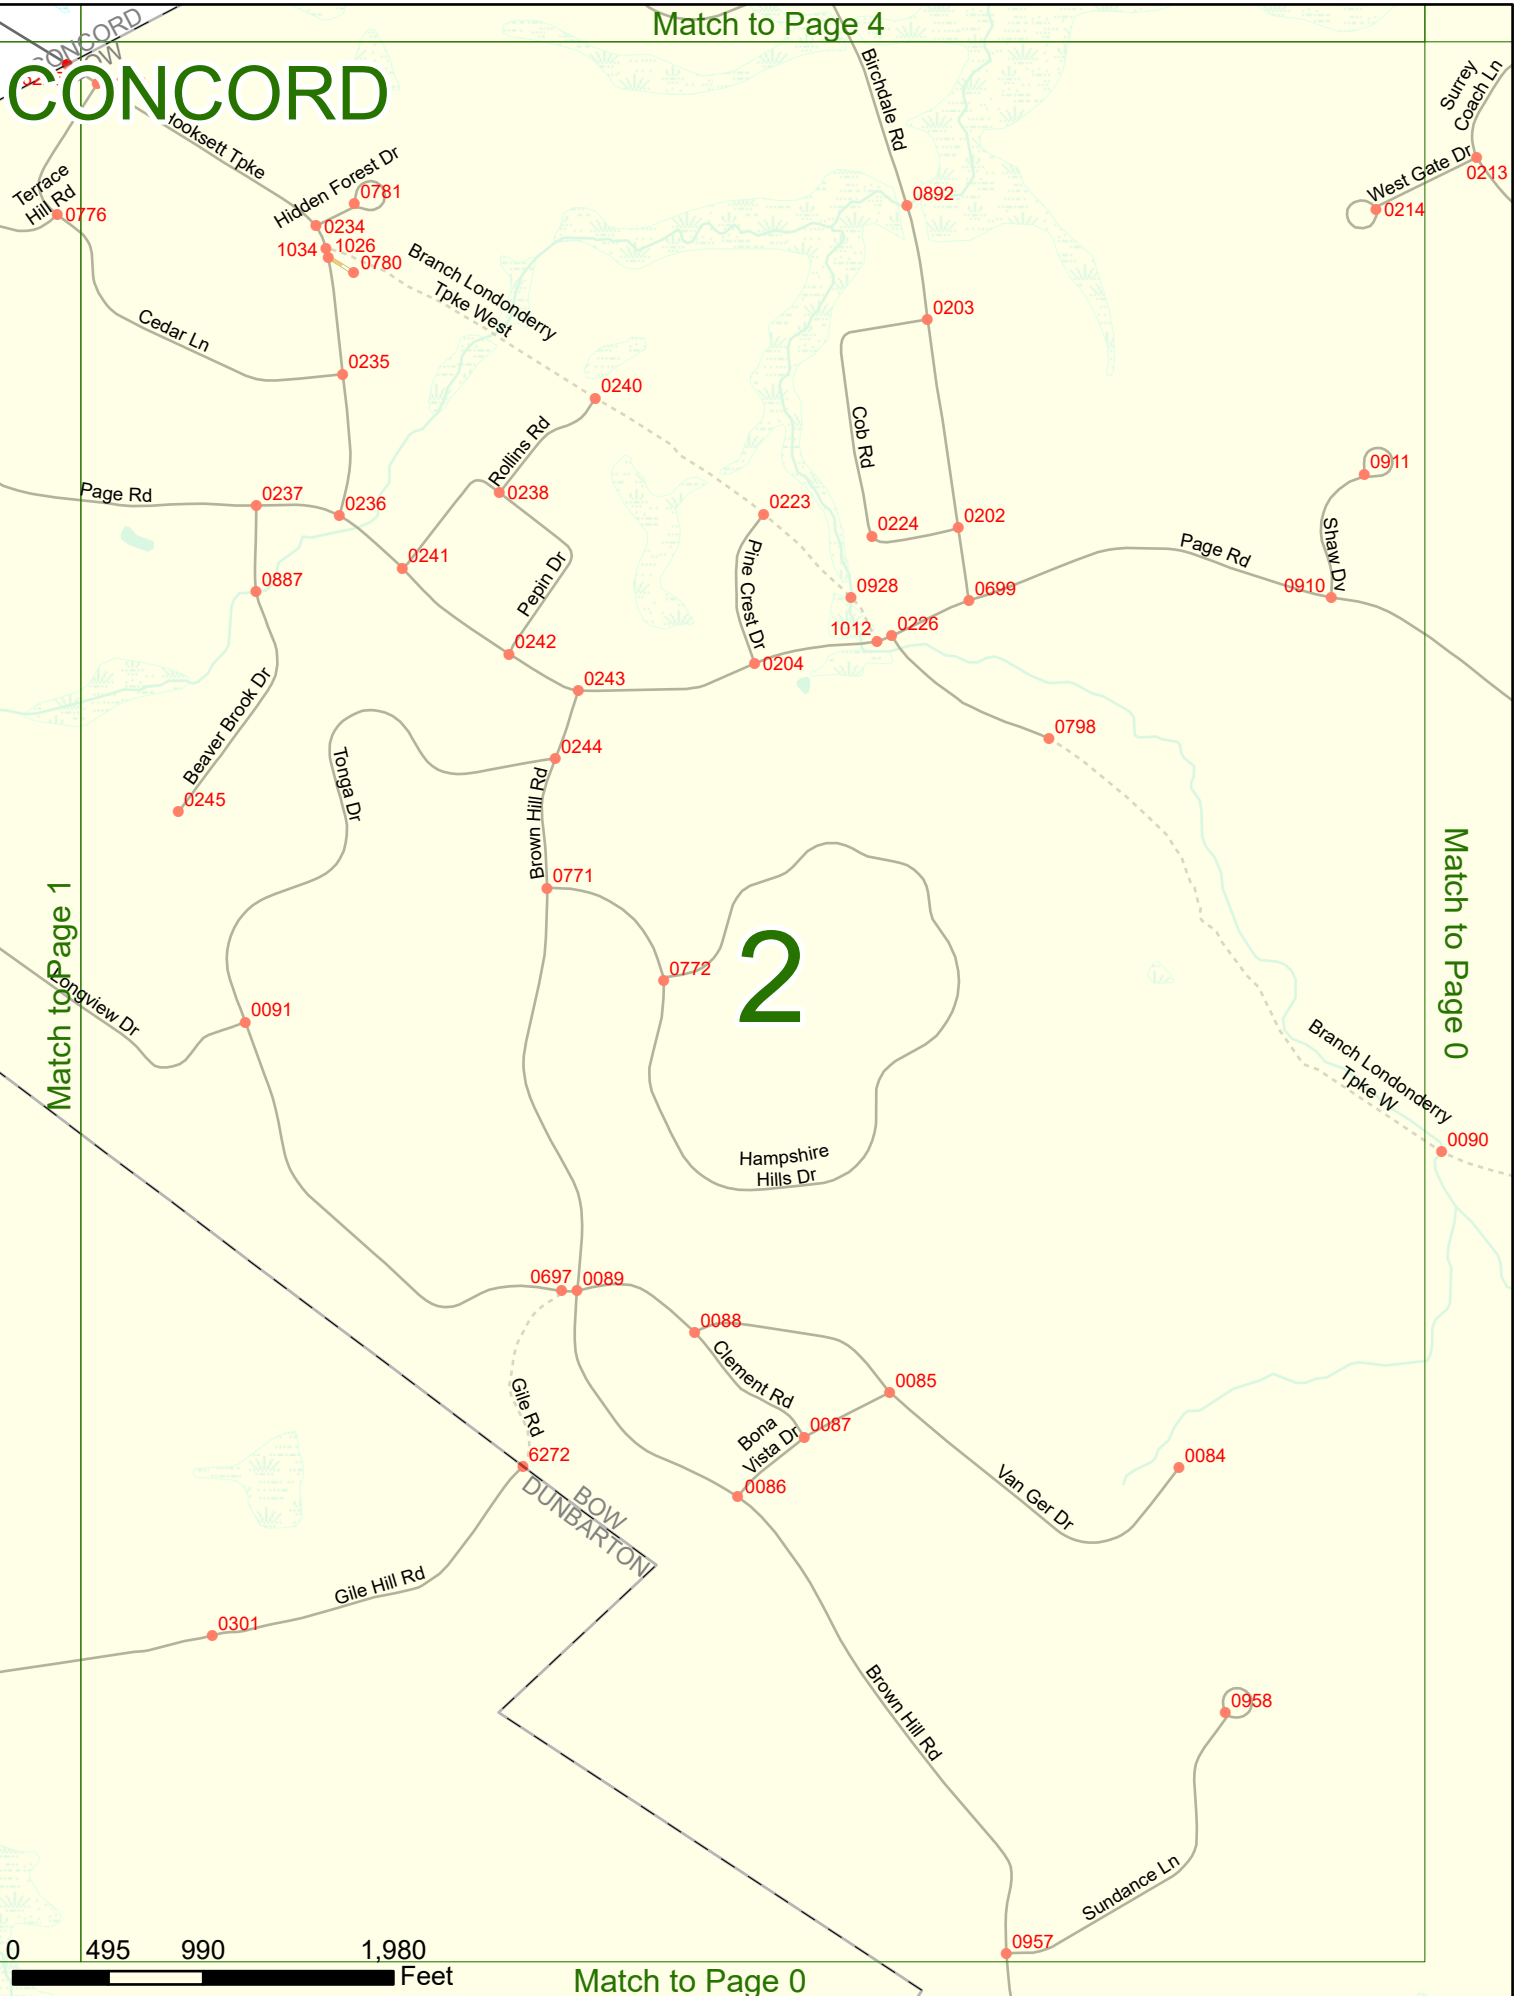 Match to Page 4
CONCORD
CONCORD
Hooksett Tpke
Birchdale Rd
Surrey
Coach Ln
Terrace
Hill Rd
0776
Hidden Forest Dr
0781
0234
1034
1026
0780
0892
West Gate Dr
0213
0214
Branch Londonderry
Tpke West
Cedar Ln
0235
0203
0240
Cob Rd
Rollins Rd
0911
Page Rd
0237
0236
0238
0223
0224
0202
Shaw Dv
Page Rd
0241
Pine Crest Dr
Pepin Dr
0887
0928
0699
0910
1012
0226
0242
0204
0243
Beaver Brook Dr
0244
0798
Tonga Dr
Brown Hill Rd
0245
0771
Match to Page 1
Match to Page 0
2
0772
Longview Dr
0091
Branch Londonderry
Tpke W
0090
Hampshire
Hills Dr
0697
0089
0088
Clement Rd
0085
Gile Rd
Bona
Vista Dr
0087
6272
0084
0086
Van Ger Dr
BOW
DUNBARTON
Gile Hill Rd
0301
Brown Hill Rd
0958
Sundance Ln
0957
0 495 990 1,980
Feet
Match to Page 0